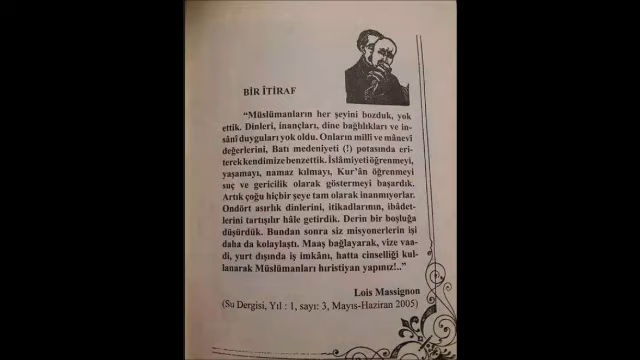 BİR İTİRAF
“Müslümanların her şeyini bozduk, yok
ettik. Dinleri, inançları, dine bağlılıkları ve in-
sânî duyguları yok oldu. Onların millî ve mânevî
değerlerini, Batı medeniyeti (!) potasında eri-
terek kendimize benzettik. İslâmiyeti öğrenmeyi,
yaşamayı, namaz kılmayı, Kur’ân öğrenmeyi
suç ve gericilik olarak göstermeyi başardık.
Artık çoğu hiçbir şeye tam olarak inanmıyorlar.
Ondört asırlık dinlerini, itikadlarının, ibâdet-
lerini tartışılır hâle getirdik. Derin bir boşluğa
düşürdük. Bundan sonra siz misyonerlerin işi
daha da kolaylaştı. Maaş bağlayarak, vize vaa-
di, yurt dışında iş imkânı, hatta cinselliği kul-
lanarak Müslümanları hıristiyan yapınız!..”
Lois Massignon
(Su Dergisi, Yıl : 1, sayı: 3, Mayıs-Haziran 2005)